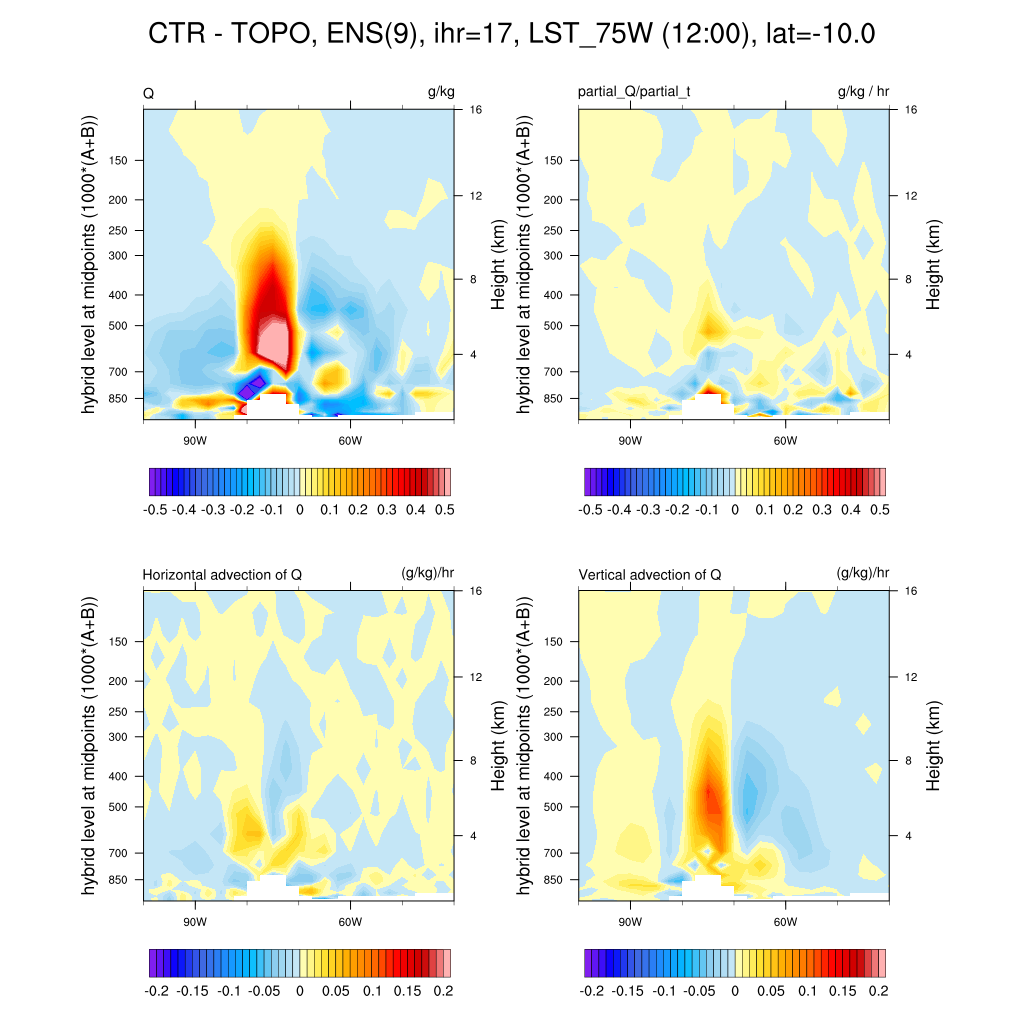 CTR - TOPO, ENS(9), ihr=17, LST_75W (12:00), lat=-10.0
Q g/kg
hybrid level at midpoints (1000*(A+B))
150
200
250
300
400
500
700
850
16
12
8
4
Height (km)
90W 60W
-0.5 -0.4 -0.3 -0.2 -0.1 0 0.1 0.2 0.3 0.4 0.5
partial_Q/partial_t g/kg / hr
hybrid level at midpoints (1000*(A+B))
150
200
250
300
400
500
700
850
16
12
8
4
Height (km)
90W 60W
-0.5 -0.4 -0.3 -0.2 -0.1 0 0.1 0.2 0.3 0.4 0.5
Horizontal advection of Q (g/kg)/hr
hybrid level at midpoints (1000*(A+B))
150
200
250
300
400
500
700
850
16
12
8
4
Height (km)
90W 60W
-0.2 -0.15 -0.1 -0.05 0 0.05 0.1 0.15 0.2
Vertical advection of Q (g/kg)/hr
hybrid level at midpoints (1000*(A+B))
150
200
250
300
400
500
700
850
16
12
8
4
Height (km)
90W 60W
-0.2 -0.15 -0.1 -0.05 0 0.05 0.1 0.15 0.2